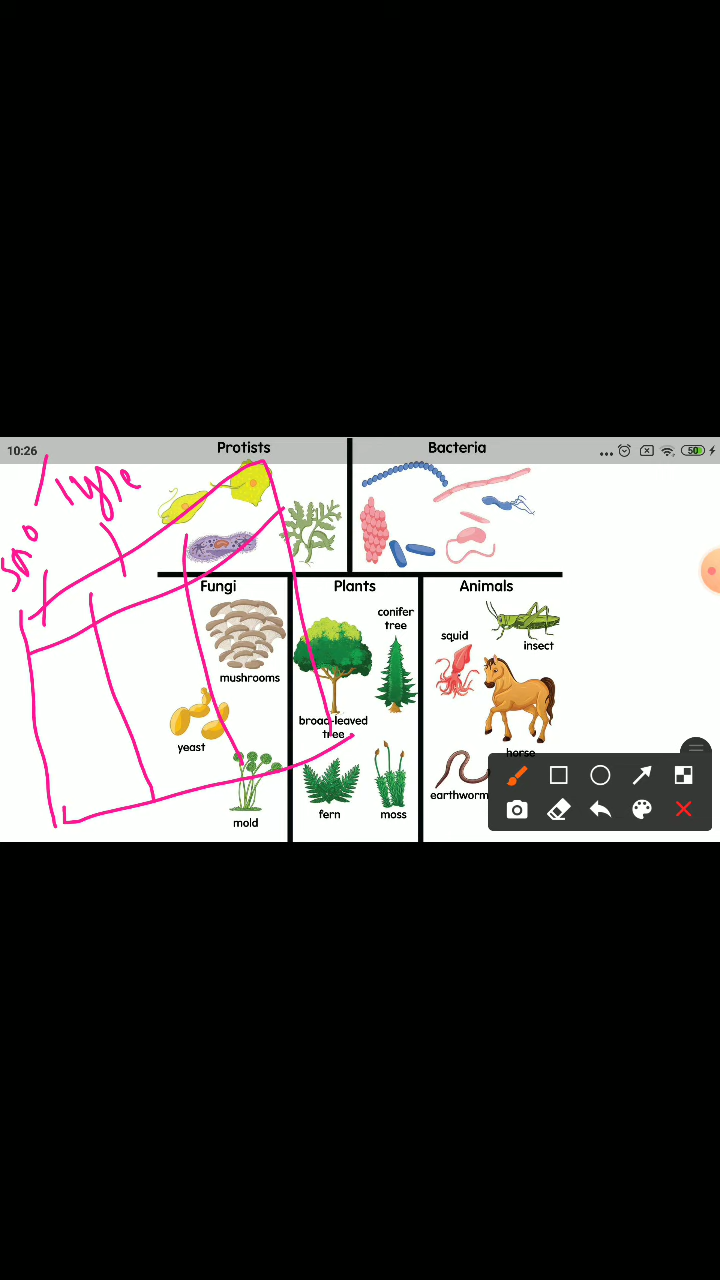 10:26
50
Protists
Bacteria
Fungi
Plants
Animals
mushrooms
yeast
mold
conifer
tree
broad-leaved
tree
fern
moss
squid
insect
horse
earthworm